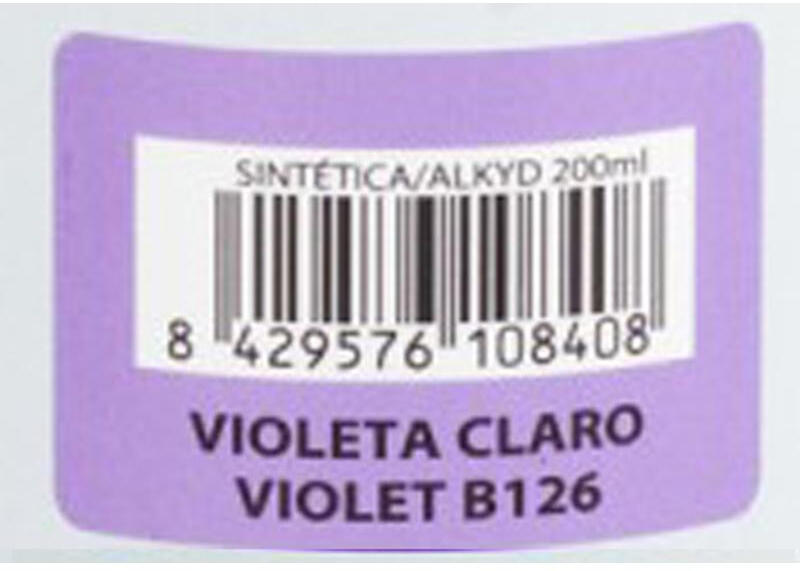 SINTÉTICA/ALKYD 200ml
8 429576 108408
VIOLETA CLARO
VIOLET B126